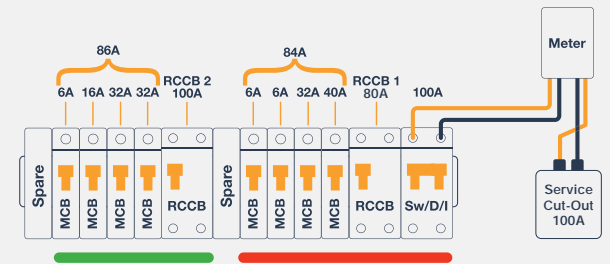 86A
84A
6A 16A 32A 32A
RCCB 2
100A
6A 6A 32A 40A
RCCB 1
80A
100A
Meter
Spare
MCB
MCB
MCB
MCB
RCCB
Spare
MCB
MCB
MCB
MCB
RCCB
Sw/D/I
Service
Cut-Out
100A